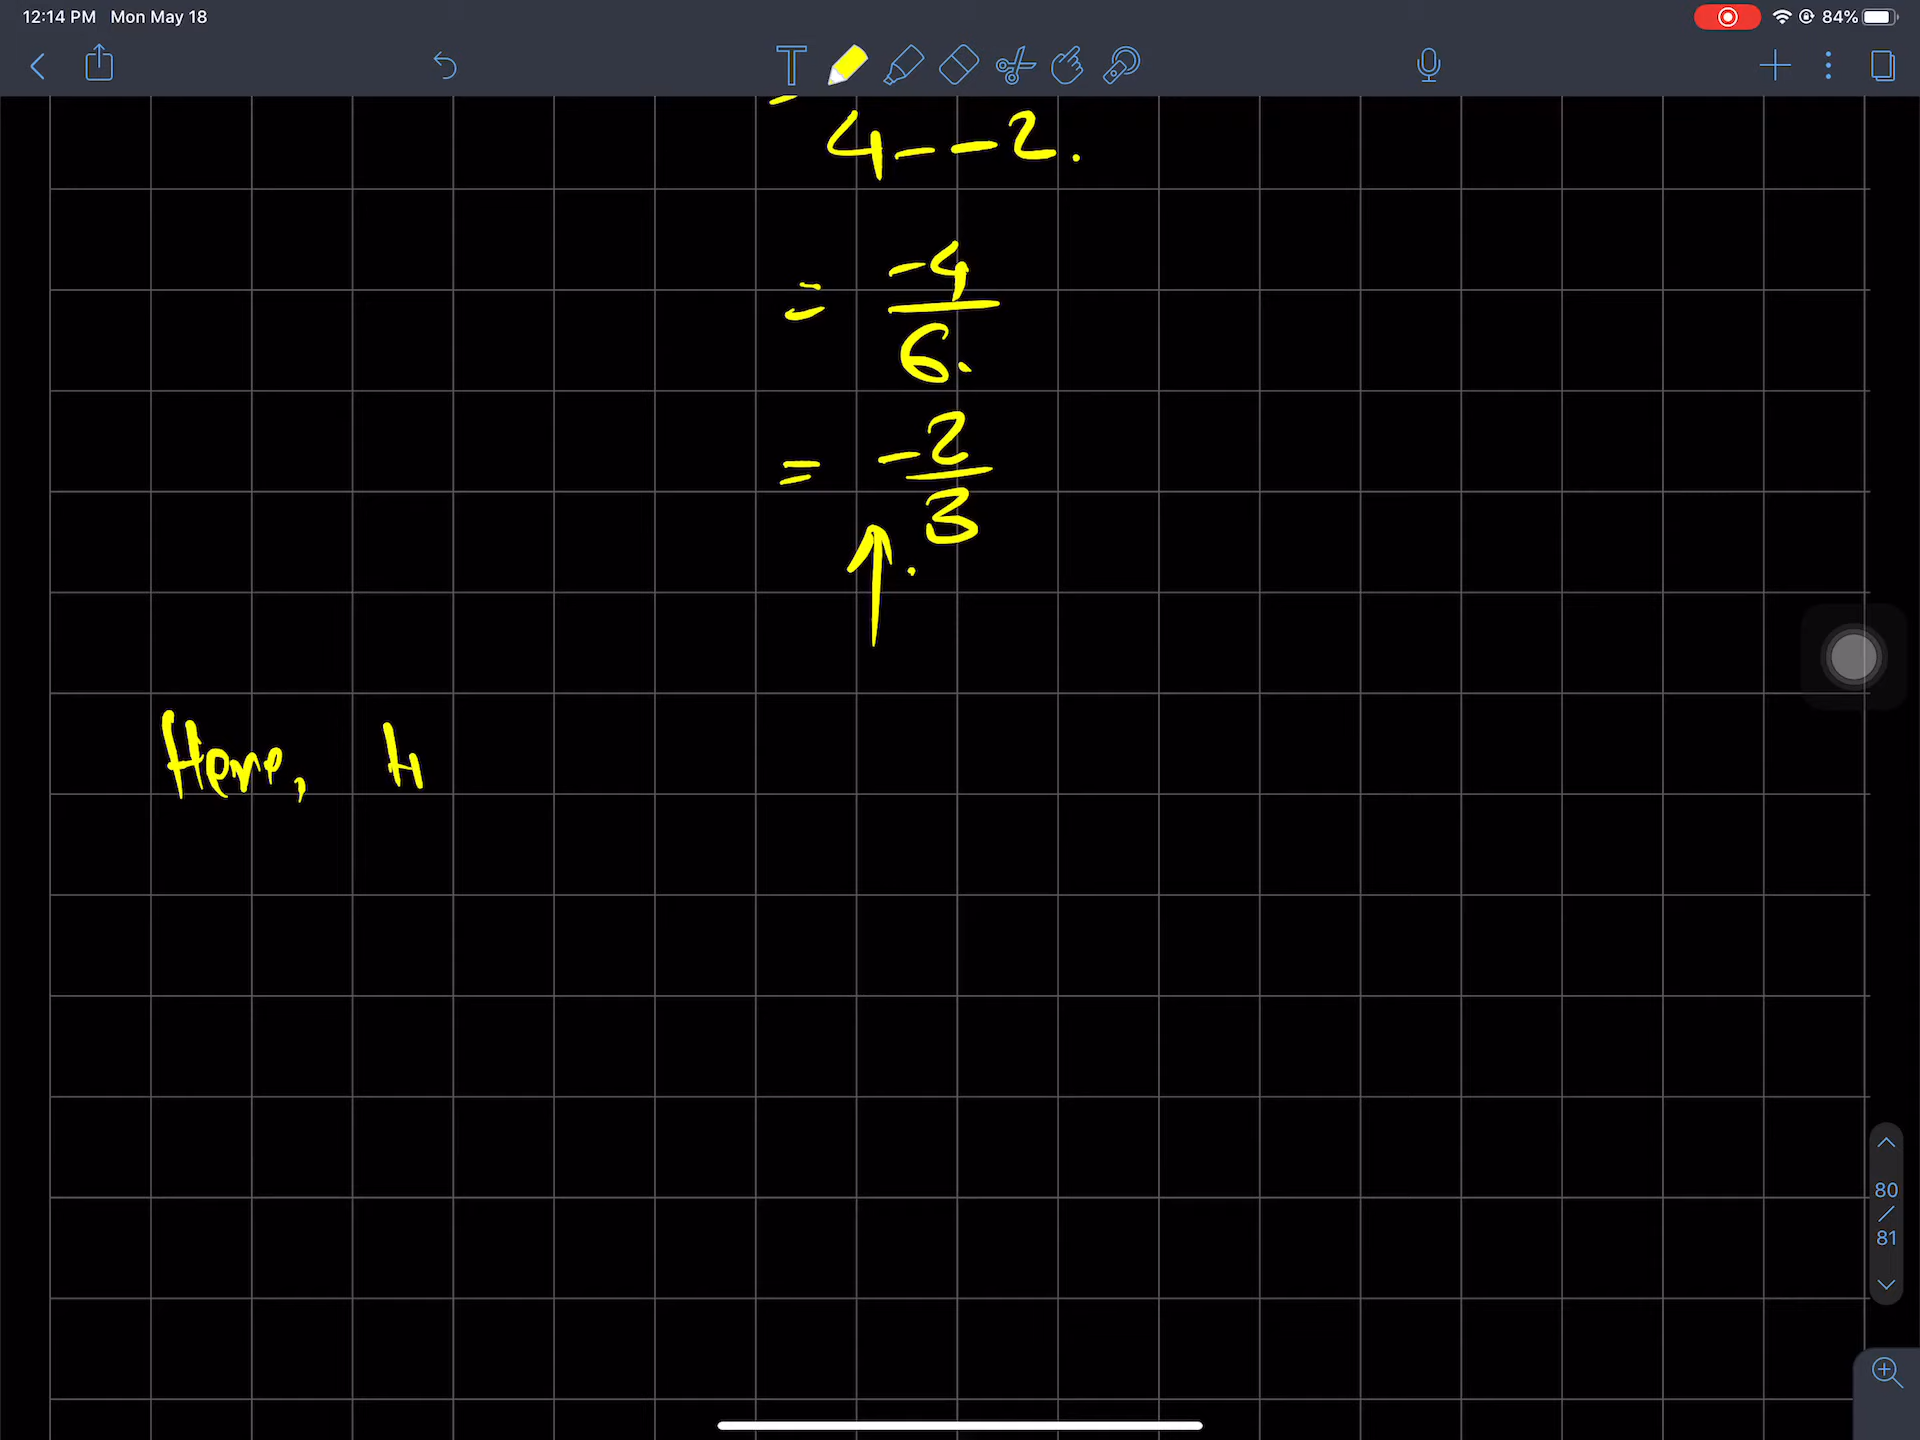 12:14 PM Mon May 18
84%
T
4 - - 2.
= -4/6.
= -2/3
Here, H
80
/
81